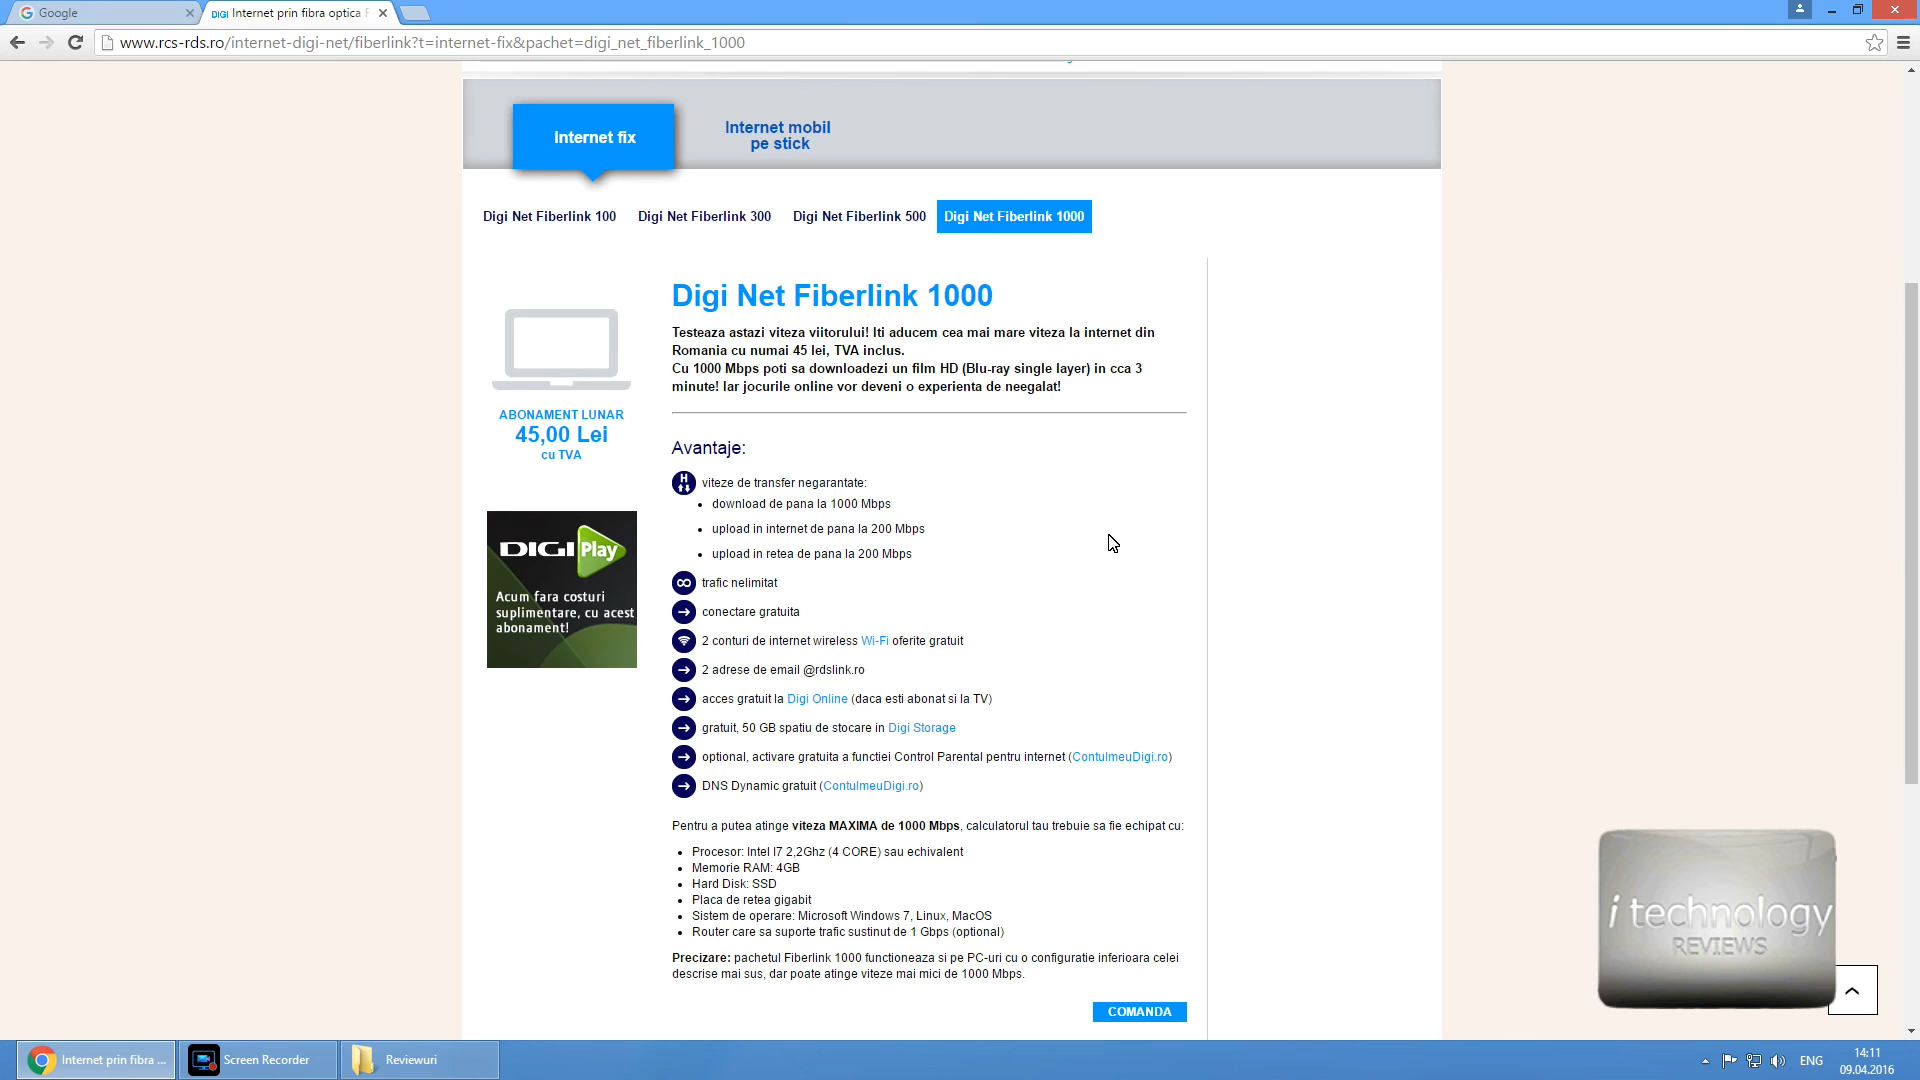 Google
DIGI Internet prin fibra optica F
www.rcs-rds.ro/internet-digi-net/fiberlink?t=internet-fix&pachet=digi_net_fiberlink_1000
Internet fix
Internet mobil
pe stick
Digi Net Fiberlink 100
Digi Net Fiberlink 300
Digi Net Fiberlink 500
Digi Net Fiberlink 1000
Digi Net Fiberlink 1000
Testeaza astazi viteza viitorului! Iti aducem cea mai mare viteza la internet din
Romania cu numai 45 lei, TVA inclus.
Cu 1000 Mbps poti sa downloadezi un film HD (Blu-ray single layer) in cca 3
minute! Iar jocurile online vor deveni o experienta de neegalat!
ABONAMENT LUNAR
45,00 Lei
cu TVA
DIGI Play
Acum fara costuri
suplimentare, cu acest
abonament!
Avantaje:
H
viteze de transfer negarantate:
download de pana la 1000 Mbps
upload in internet de pana la 200 Mbps
upload in retea de pana la 200 Mbps
trafic nelimitat
conectare gratuita
2 conturi de internet wireless Wi-Fi oferite gratuit
2 adrese de email @rdslink.ro
acces gratuit la Digi Online (daca esti abonat si la TV)
gratuit, 50 GB spatiu de stocare in Digi Storage
optional, activare gratuita a functiei Control Parental pentru internet (ContulmeuDigi.ro)
DNS Dynamic gratuit (ContulmeuDigi.ro)
Pentru a putea atinge viteza MAXIMA de 1000 Mbps, calculatorul tau trebuie sa fie echipat cu:
Procesor: Intel I7 2,2Ghz (4 CORE) sau echivalent
Memorie RAM: 4GB
Hard Disk: SSD
Placa de retea gigabit
Sistem de operare: Microsoft Windows 7, Linux, MacOS
Router care sa suporte trafic sustinut de 1 Gbps (optional)
Precizare: pachetul Fiberlink 1000 functioneaza si pe PC-uri cu o configuratie inferioara celei
descrise mai sus, dar poate atinge viteze mai mici de 1000 Mbps.
COMANDA
i technology
REVIEWS
Internet prin fibra ...
Screen Recorder
Reviewuri
ENG
14:11
09.04.2016